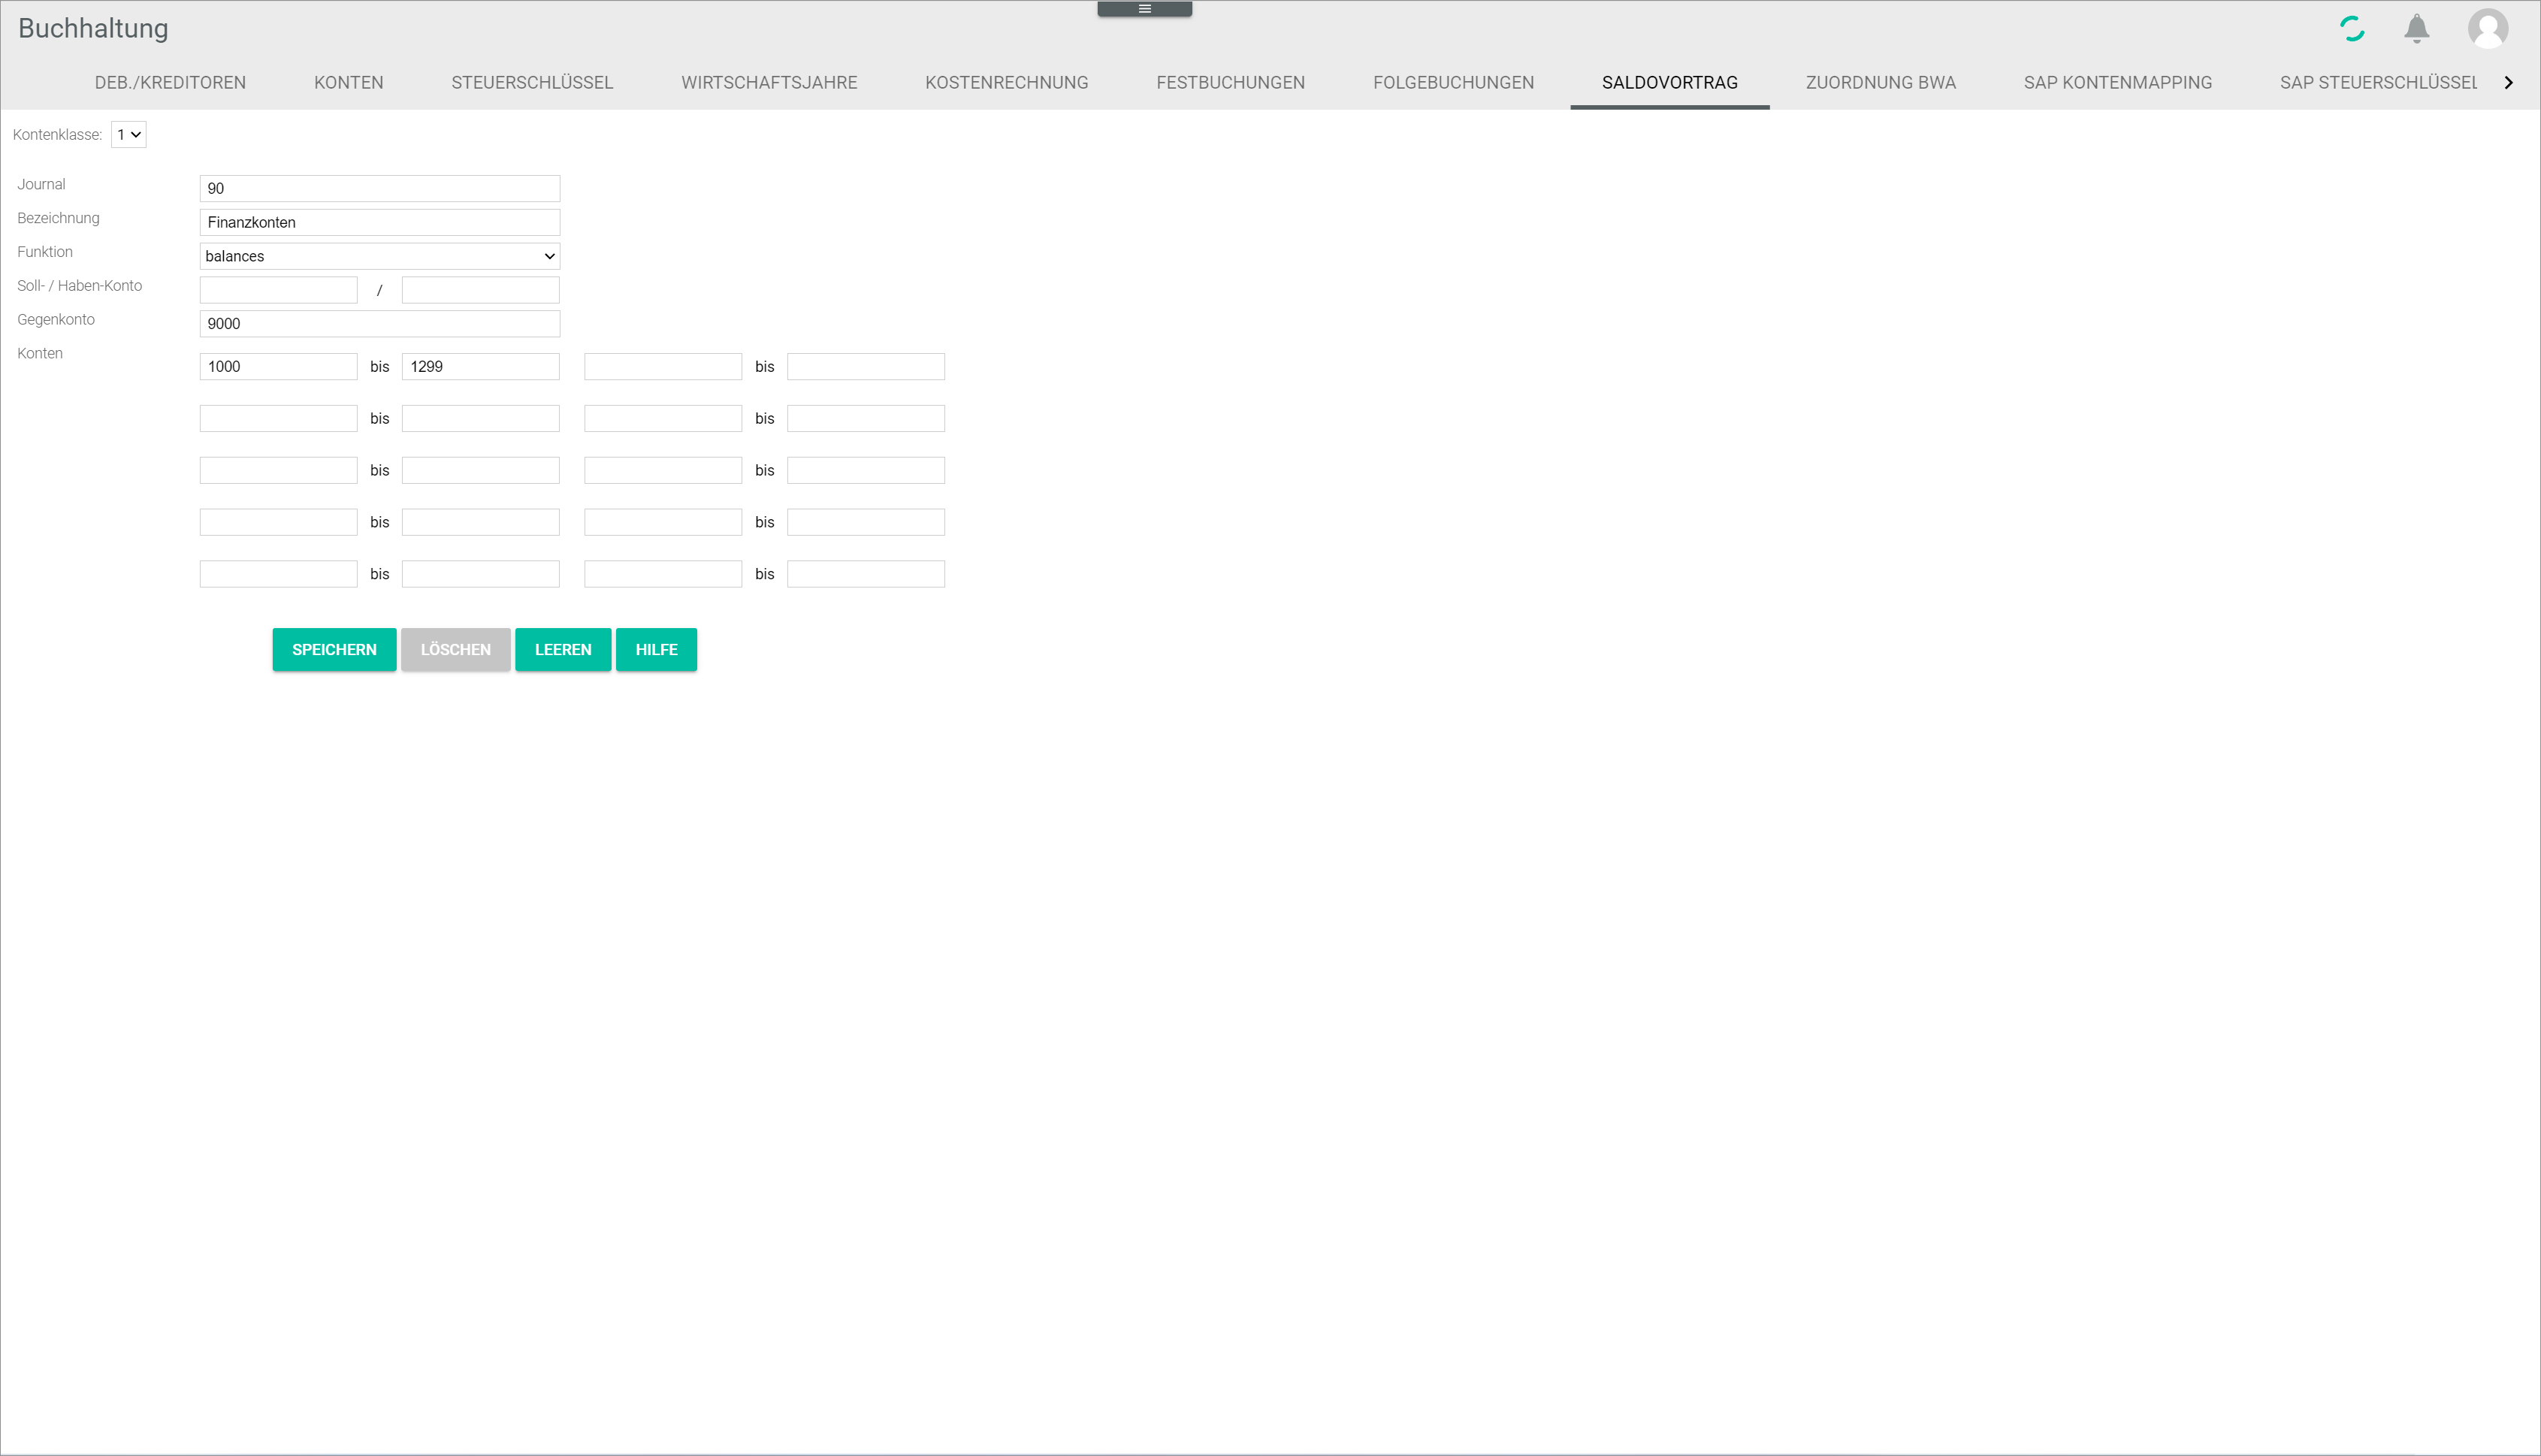 Buchhaltung
DEB./KREDITOREN KONTEN STEUERSCHLÜSSEL WIRTSCHAFTSJAHRE KOSTENRECHNUNG FESTBUCHUNGEN FOLGEBUCHUNGEN SALDOVORTRAG ZUORDNUNG BWA SAP KONTENMAPPING SAP STEUERSCHLÜSSEL
Kontenklasse: 1
Journal 90
Bezeichnung Finanzkonten
Funktion balances
Soll- / Haben-Konto /
Gegenkonto 9000
Konten 1000 bis 1299 bis
bis bis
bis bis
bis bis
bis bis
SPEICHERN LÖSCHEN LEEREN HILFE